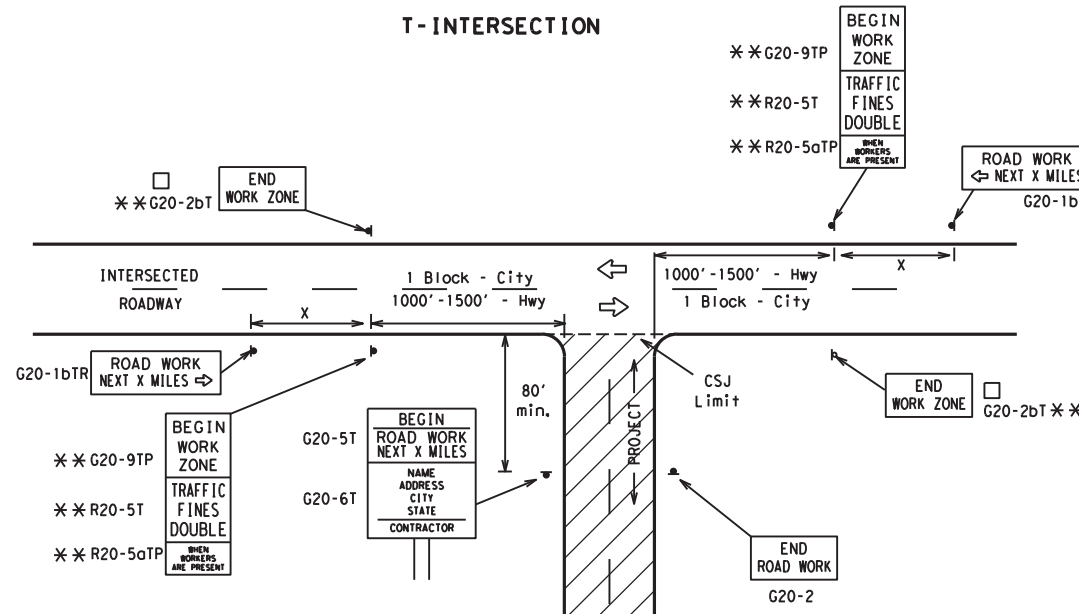 T-INTERSECTION
BEGIN
WORK
ZONE
**G20-9TP
TRAFFIC
FINES
DOUBLE
**R20-5T
WHEN
WORKERS
ARE PRESENT
**R20-5aTP
ROAD WORK
⇦ NEXT X MILES
G20-1b
□
**G20-2bT
END
WORK ZONE
INTERSECTED
ROADWAY
1 Block - City
1000'-1500' - Hwy
X
1000'-1500' - Hwy
1 Block - City
X
G20-1bTR
ROAD WORK
NEXT X MILES ⇨
80'
min.
CSJ
Limit
PROJECT
END
WORK ZONE
□
G20-2bT **
BEGIN
WORK
ZONE
**G20-9TP
TRAFFIC
FINES
DOUBLE
**R20-5T
WHEN
WORKERS
ARE PRESENT
**R20-5aTP
G20-5T
BEGIN
ROAD WORK
NEXT X MILES
G20-6T
NAME
ADDRESS
CITY
STATE
CONTRACTOR
END
ROAD WORK
G20-2